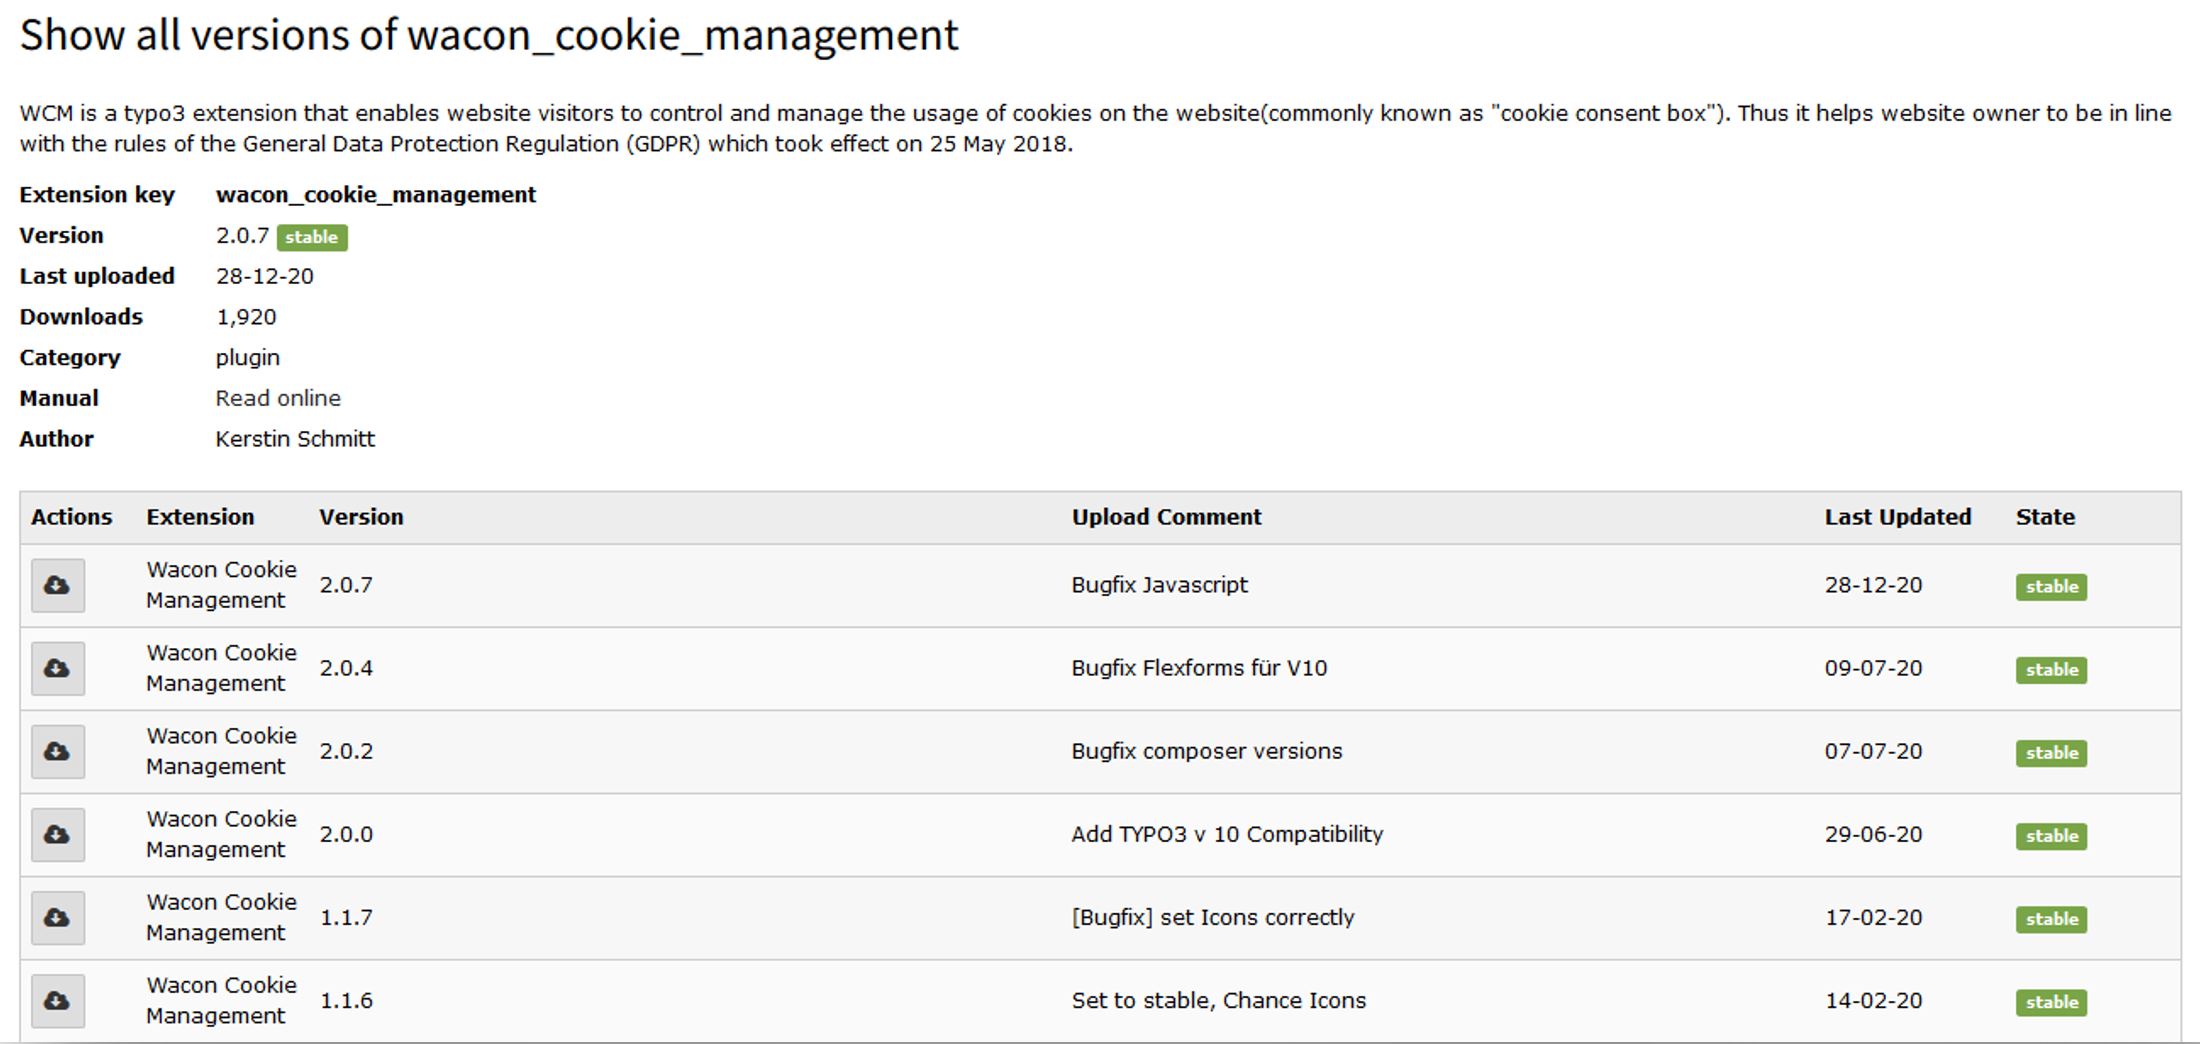 Show all versions of wacon_cookie_management
WCM is a typo3 extension that enables website visitors to control and manage the usage of cookies on the website(commonly known as "cookie consent box"). Thus it helps website owner to be in line
with the rules of the General Data Protection Regulation (GDPR) which took effect on 25 May 2018.
Extension key wacon_cookie_management
Version 2.0.7 stable
Last uploaded 28-12-20
Downloads 1,920
Category plugin
Manual Read online
Author Kerstin Schmitt
Actions Extension Version Upload Comment Last Updated State
Wacon Cookie
Management 2.0.7 Bugfix Javascript 28-12-20 stable
Wacon Cookie
Management 2.0.4 Bugfix Flexforms für V10 09-07-20 stable
Wacon Cookie
Management 2.0.2 Bugfix composer versions 07-07-20 stable
Wacon Cookie
Management 2.0.0 Add TYPO3 v 10 Compatibility 29-06-20 stable
Wacon Cookie
Management 1.1.7 [Bugfix] set Icons correctly 17-02-20 stable
Wacon Cookie
Management 1.1.6 Set to stable, Chance Icons 14-02-20 stable